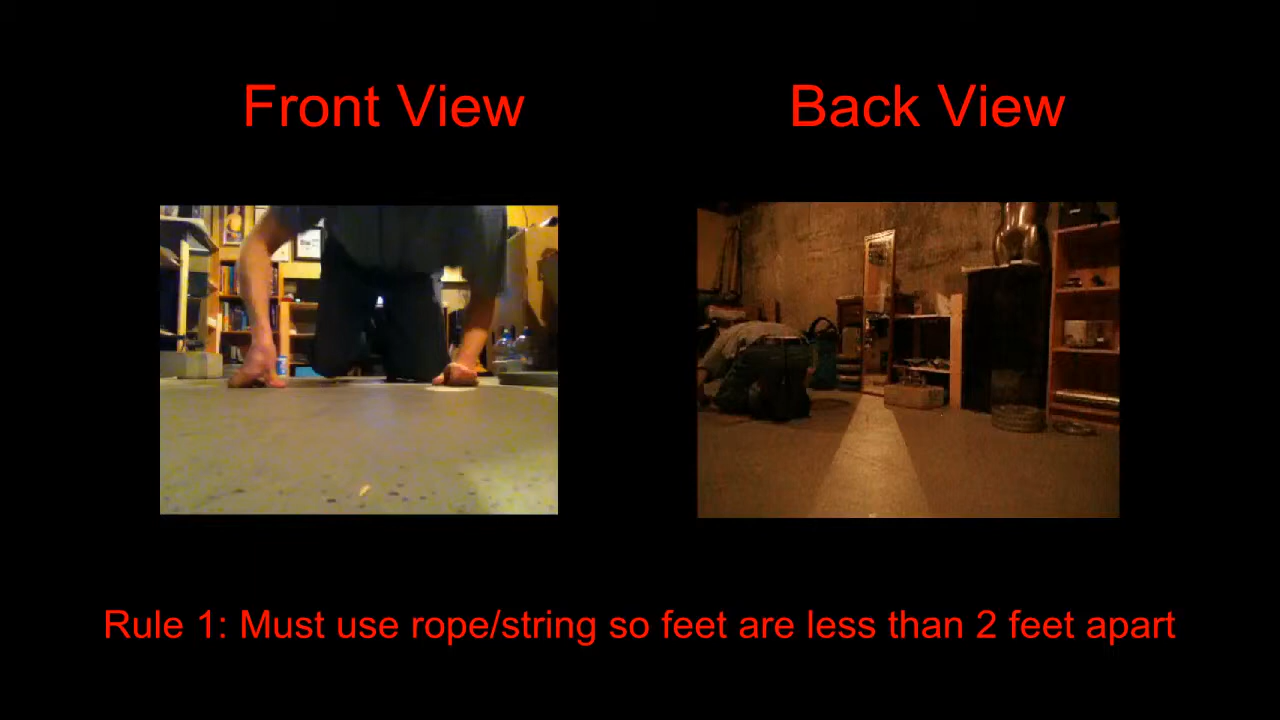 Front View
Back View
Rule 1: Must use rope/string so feet are less than 2 feet apart